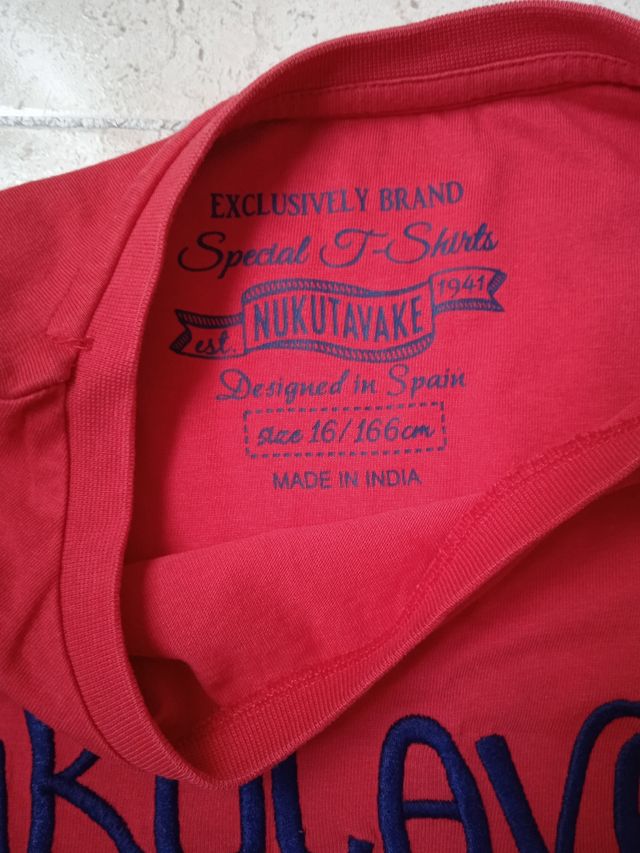 EXCLUSIVELY BRAND
Special T-Shirts
est. NUKUTAVAKE 1941
Designed in Spain
size 16/166cm
MADE IN INDIA